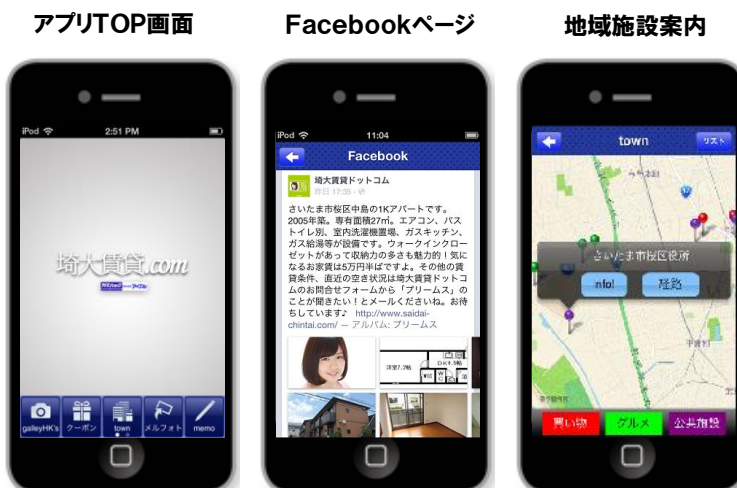 アプリTOP画面
Facebookページ
地域施設案内
iPod
2:51 PM
埼大賃貸.com
galleyHK's
クーポン
town
メルフォト
memo
iPod
11:04
Facebook
埼大賃貸ドットコム
昨日 17:38
さいたま市桜区中島の1Kアパートです。
2005年築。専有面積27㎡。エアコン、バス
トイレ別、室内洗濯機置場、ガスキッチン、
ガス給湯等が設備です。ウォークインクロー
ゼットがあって収納力の多さも魅力的！気に
なるお家賃は5万円半ばですよ。その他の賃
貸条件、直近の空き状況は埼大賃貸ドットコ
ムのお問合せフォームから「プリームス」の
ことが聞きたい！とメールくださいね。お待
ちしています♪ http://www.saidai-
chintai.com/ — アルバム: プリームス
洋室7.2帖
town
リスト
さいたま市桜区役所
info!
経路
買い物
グルメ
公共施設